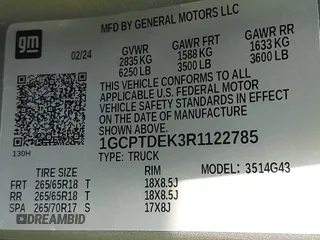 MFD BY GENERAL MOTORS LLC
gm
02/24 GVWR GAWR FRT GAWR RR
2835 KG 1588 KG 1633 KG
6250 LB 3500 LB 3600 LB
THIS VEHICLE CONFORMS TO ALL
APPLICABLE U.S. FEDERAL MOTOR
VEHICLE SAFETY STANDARDS IN EFFECT
ON THE DATE OF MANUFACTURE
SHOWN ABOVE.
1GCPTDEK3R1122785
130H TYPE: TRUCK MODEL: 3514G43
TIRE SIZE RIM
FRT 265/65R18 T 18X8.5J
RR 265/65R18 T 18X8.5J
SPA 265/70R17 S 17X8J
DREAMBID